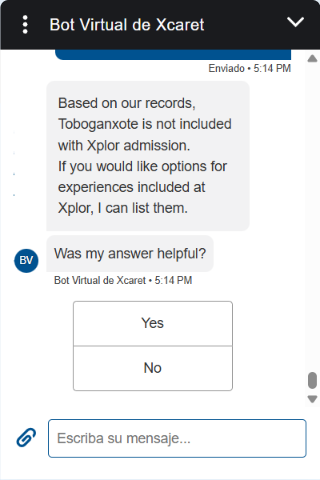 Bot Virtual de Xcaret
Enviado • 5:14 PM
Based on our records,
Toboganxote is not included
with Xplor admission.
If you would like options for
experiences included at
Xplor, I can list them.
Was my answer helpful?
BV
Bot Virtual de Xcaret • 5:14 PM
Yes
No
Escriba su mensaje...